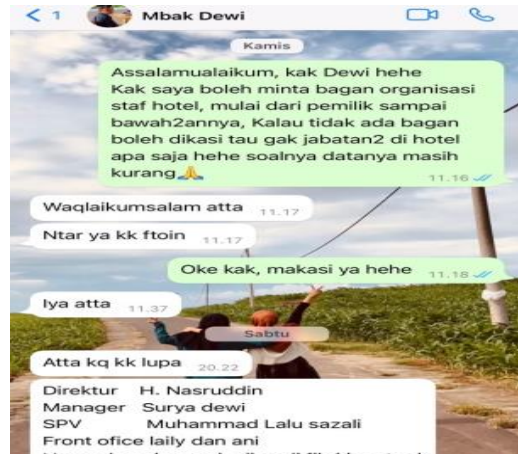 1 Mbak Dewi
Kamis
Assalamualaikum, kak Dewi hehe
Kak saya boleh minta bagan organisasi
staf hotel, mulai dari pemilik sampai
bawah2annya, Kalau tidak ada bagan
boleh dikasi tau gak jabatan2 di hotel
apa saja hehe soalnya datanya masih
kurang🙏 11.16
Waqlaikumsalam atta 11.17
Ntar ya kk ftoin 11.17
Oke kak, makasi ya hehe 11.18
Iya atta 11.37
Sabtu
Atta kq kk lupa 20.22
Direktur H. Nasruddin
Manager Surya dewi
SPV Muhammad Lalu sazali
Front ofice laily dan ani